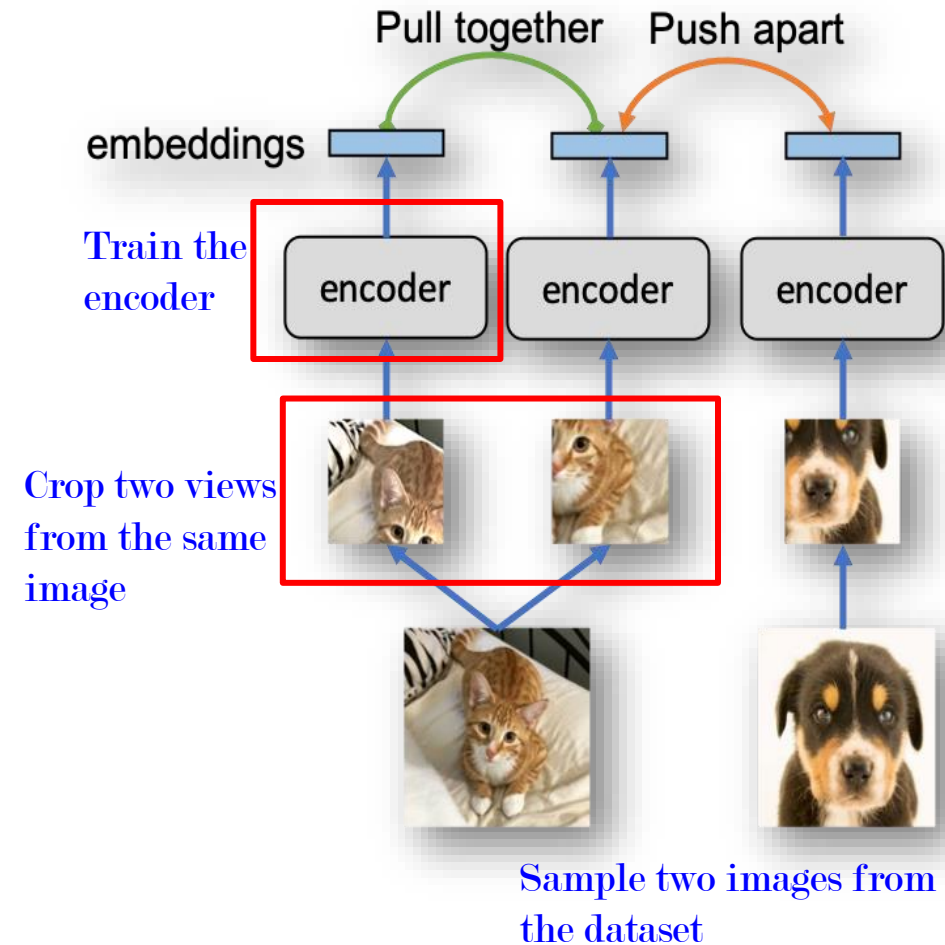 Pull together
Push apart
embeddings
Train the
encoder
encoder
encoder
encoder
Crop two views
from the same
image
Sample two images from
the dataset